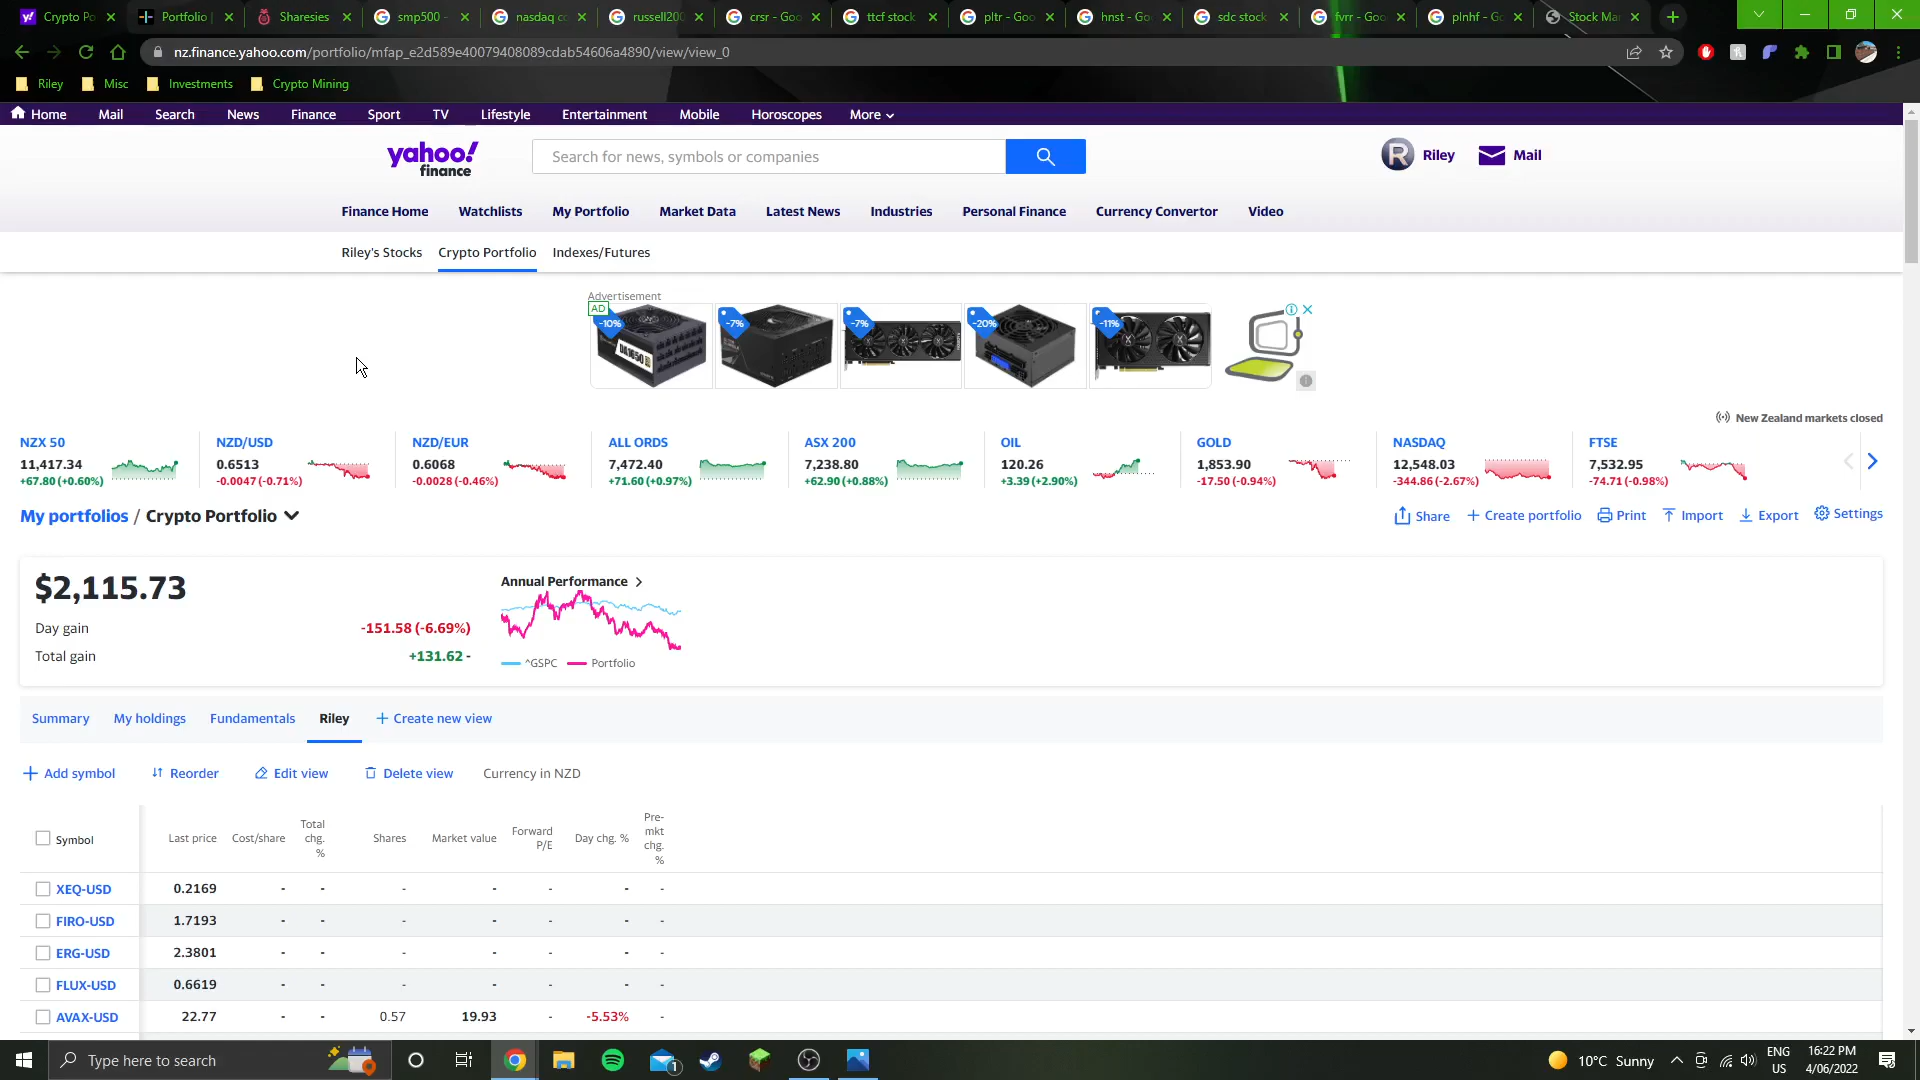 Crypto Po
Portfolio |
Sharesies
smp500 -
nasdaq co
russell200
crsr - Goo
ttcf stock
pltr - Goo
hnst - Go
sdc stock
fvrr - Goo
plnhf - Go
Stock Mar
nz.finance.yahoo.com/portfolio/mfap_e2d589e40079408089cdab54606a4890/view/view_0
Riley Misc Investments Crypto Mining
Home Mail Search News Finance Sport TV Lifestyle Entertainment Mobile Horoscopes More
yahoo!
finance
Search for news, symbols or companies
R Riley Mail
Finance Home Watchlists My Portfolio Market Data Latest News Industries Personal Finance Currency Convertor Video
Riley's Stocks Crypto Portfolio Indexes/Futures
Advertisement
AD
-10% -7% -7% -20% -11%
New Zealand markets closed
NZX 50
11,417.34
+67.80 (+0.60%)
NZD/USD
0.6513
-0.0047 (-0.71%)
NZD/EUR
0.6068
-0.0028 (-0.46%)
ALL ORDS
7,472.40
+71.60 (+0.97%)
ASX 200
7,238.80
+62.90 (+0.88%)
OIL
120.26
+3.39 (+2.90%)
GOLD
1,853.90
-17.50 (-0.94%)
NASDAQ
12,548.03
-344.86 (-2.67%)
FTSE
7,532.95
-74.71 (-0.98%)
My portfolios / Crypto Portfolio
Share + Create portfolio Print Import Export Settings
$2,115.73
Day gain -151.58 (-6.69%)
Total gain +131.62 -
Annual Performance
^GSPC Portfolio
Summary My holdings Fundamentals Riley + Create new view
+ Add symbol Reorder Edit view Delete view Currency in NZD
Symbol Last price Cost/share Total chg. % Shares Market value Forward P/E Day chg. % Pre-mkt chg. %
XEQ-USD 0.2169 - - - - - - -
FIRO-USD 1.7193 - - - - - - -
ERG-USD 2.3801 - - - - - - -
FLUX-USD 0.6619 - - - - - - -
AVAX-USD 22.77 - - 0.57 19.93 - -5.53% -
Type here to search
1
10°C Sunny
ENG
US
16:22 PM
4/06/2022